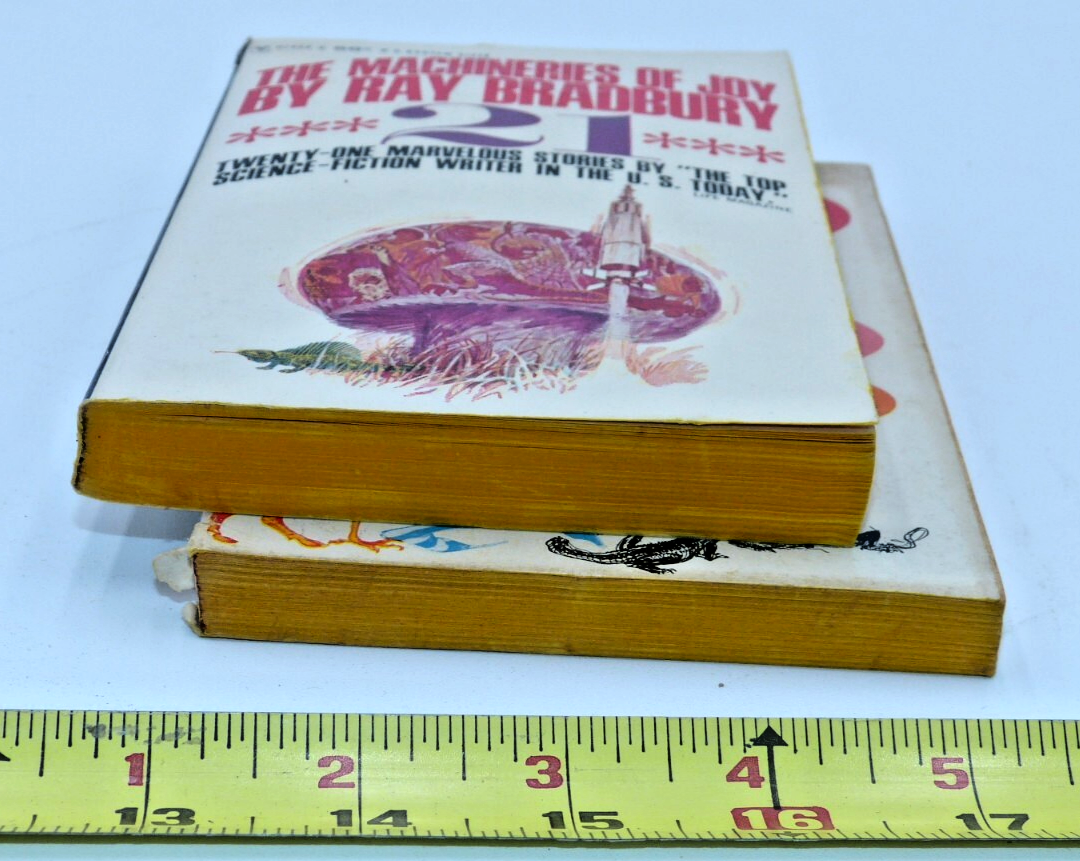 THE MACHINERIES OF JOY
BY RAY BRADBURY
*** 21 ***
TWENTY-ONE MARVELOUS STORIES BY "THE TOP
SCIENCE-FICTION WRITER IN THE U. S. TODAY."
LIFE MAGAZINE
1 2 3 4 5
13 14 15 16 17